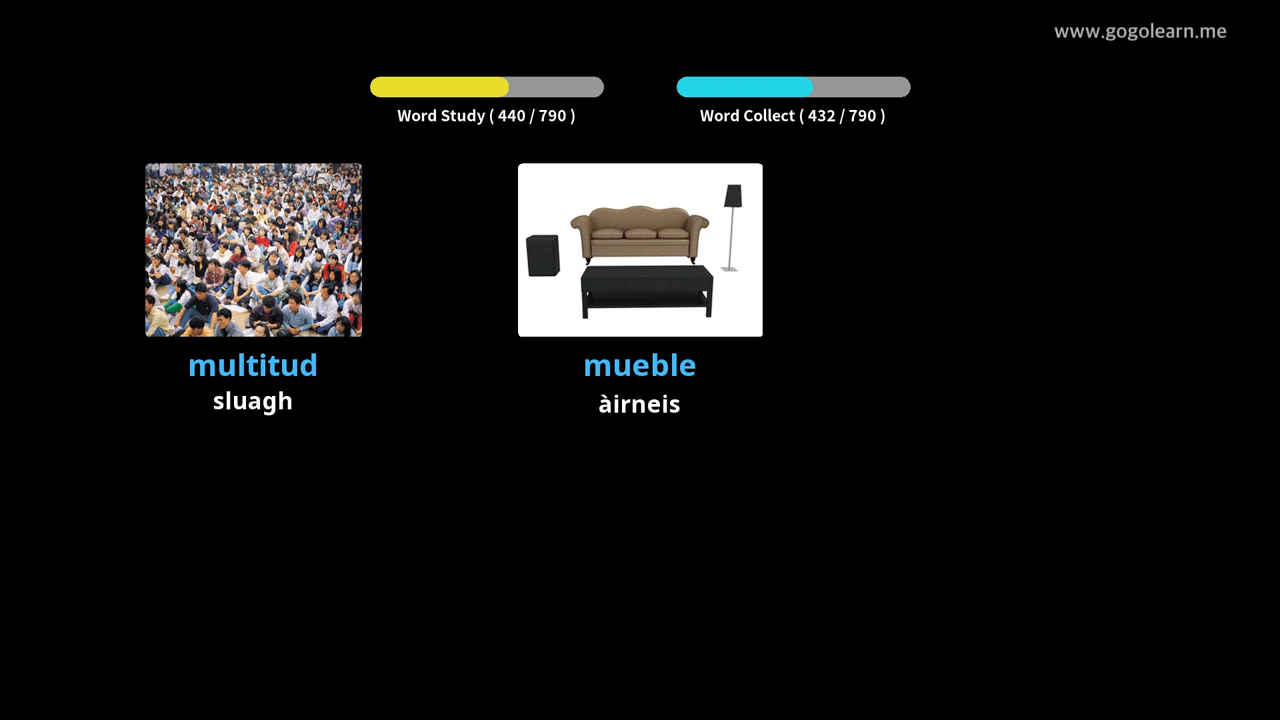 www.gogolearn.me
Word Study ( 440 / 790 )
Word Collect ( 432 / 790 )
multitud
sluagh
mueble
àirneis